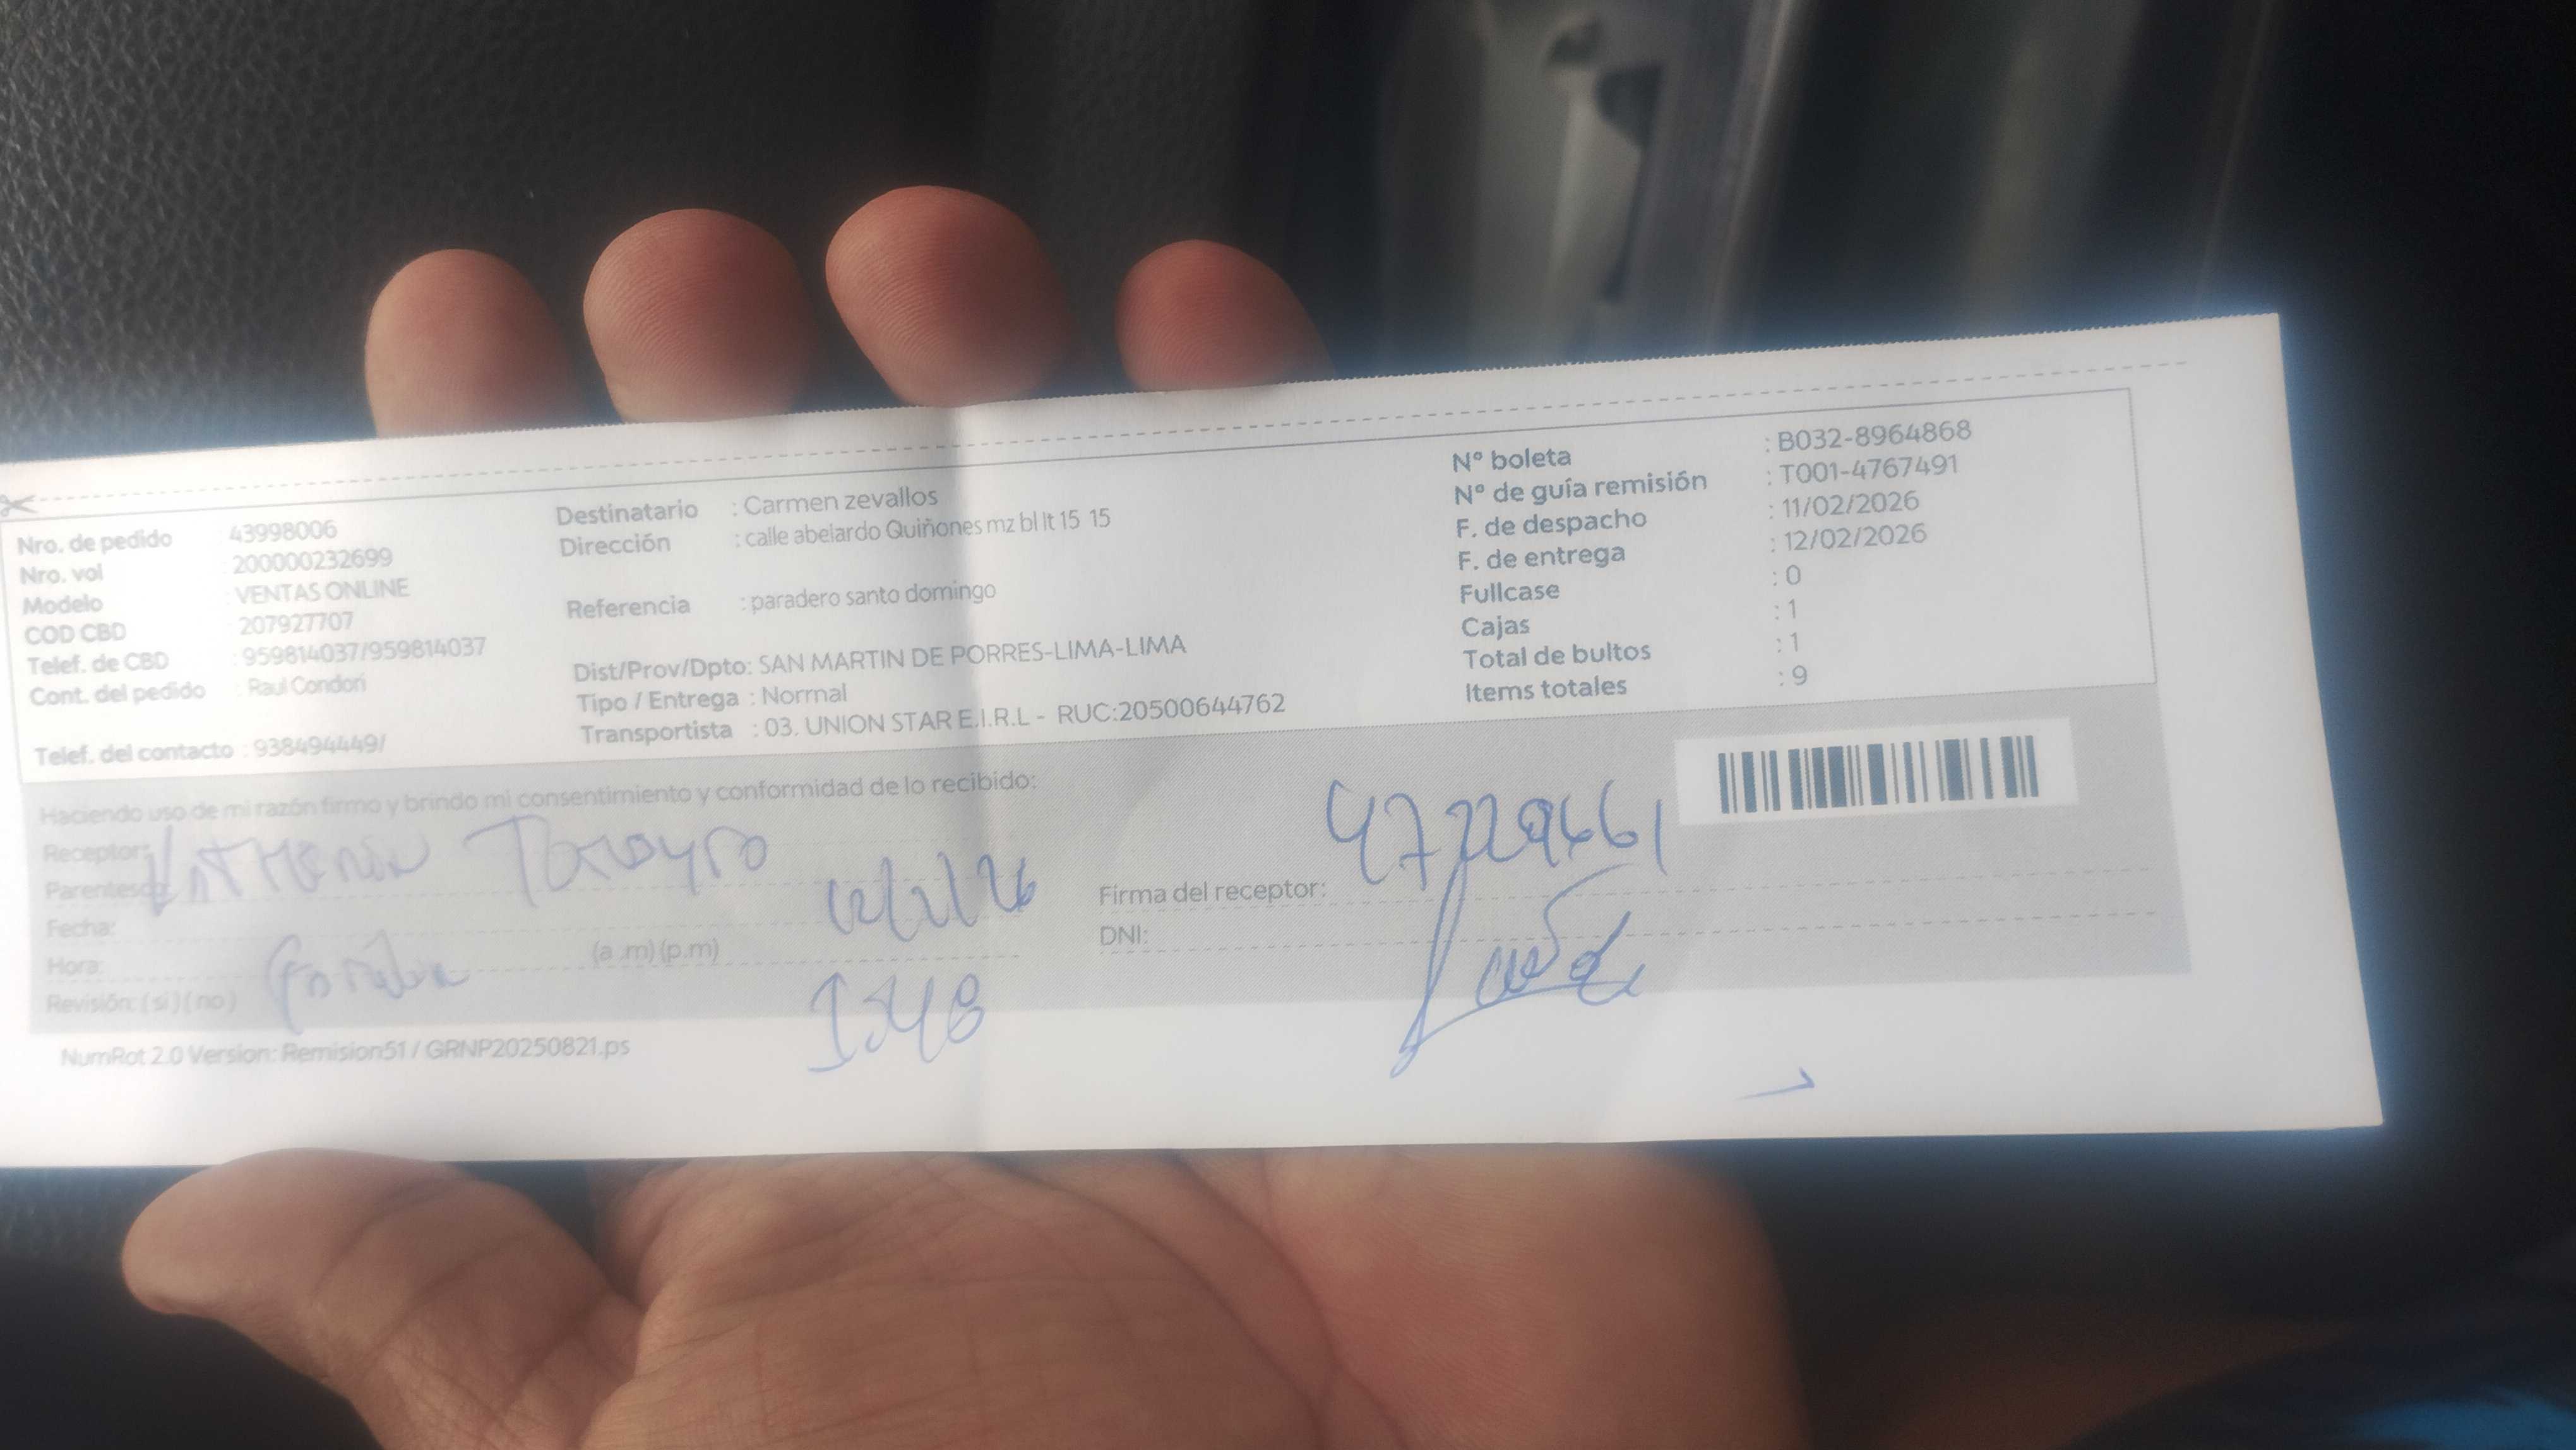 Nro. de pedido : 43998006
Nro. vol : 200000232699
Modelo : VENTAS ONLINE
COD CBD : 207927707
Telef. de CBD : 959814037/959814037
Cont. del pedido : Raul Condori
Telef. del contacto : 938494449/
Destinatario : Carmen zevallos
Dirección : calle abelardo Quiñones mz bl lt 15 15
Referencia : paradero santo domingo
Dist/Prov/Dpto: SAN MARTIN DE PORRES-LIMA-LIMA
Tipo / Entrega : Normal
Transportista : 03. UNION STAR E.I.R.L - RUC:20500644762
Nº boleta : B032-8964868
Nº de guía remisión : T001-4767491
F. de despacho : 11/02/2026
F. de entrega : 12/02/2026
Fullcase : 0
Cajas : 1
Total de bultos : 1
Items totales : 9
Haciendo uso de mi razón firmo y brindo mi consentimiento y conformidad de lo recibido:
Receptor:
Parentesco:
Fecha: 12/2/26
Hora: (a .m) (p.m)
Revisión: ( si ) ( no )
Firma del receptor:
DNI:
NumRot 2.0 Version: Remision51 / GRNP20250821.ps